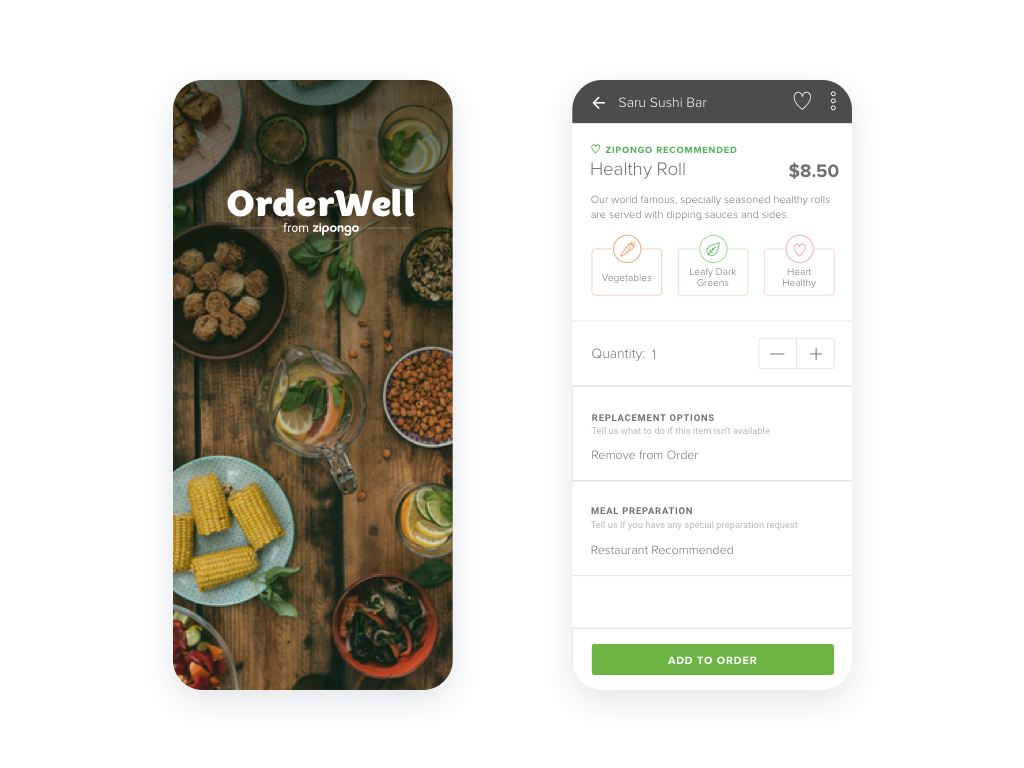 OrderWell
from zipongo
Saru Sushi Bar
ZIPONGO RECOMMENDED
Healthy Roll
$8.50
Our world famous, specially seasoned healthy rolls
are served with dipping sauces and sides.
Vegetables
Leafy Dark
Greens
Heart
Healthy
Quantity: 1
REPLACEMENT OPTIONS
Tell us what to do if this item isn't available
Remove from Order
MEAL PREPARATION
Tell us if you have any special preparation request
Restaurant Recommended
ADD TO ORDER